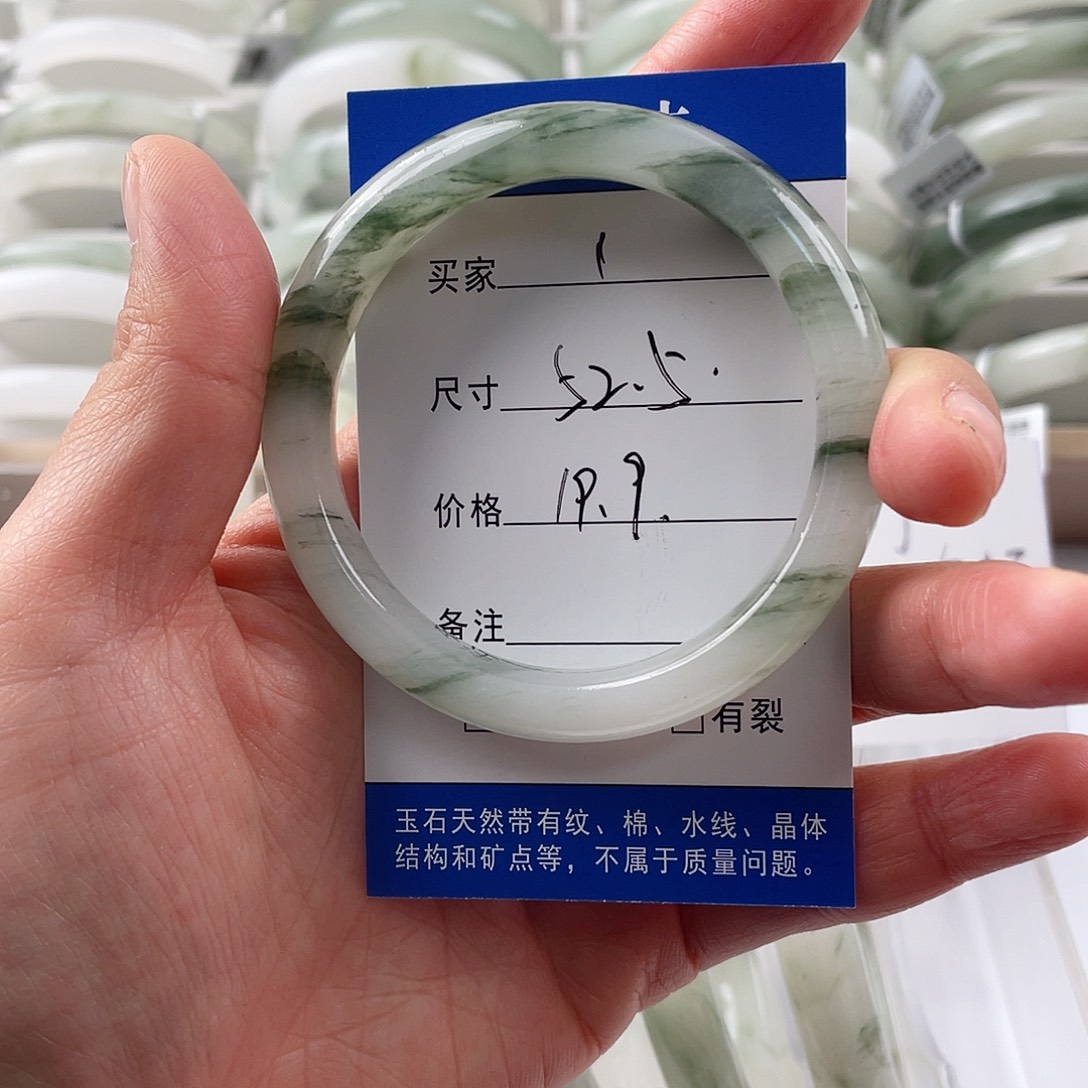 买家 1
尺寸 52.5.
价格 19.9.
备注
有裂
玉石天然带有纹、棉、水线、晶体
结构和矿点等，不属于质量问题。